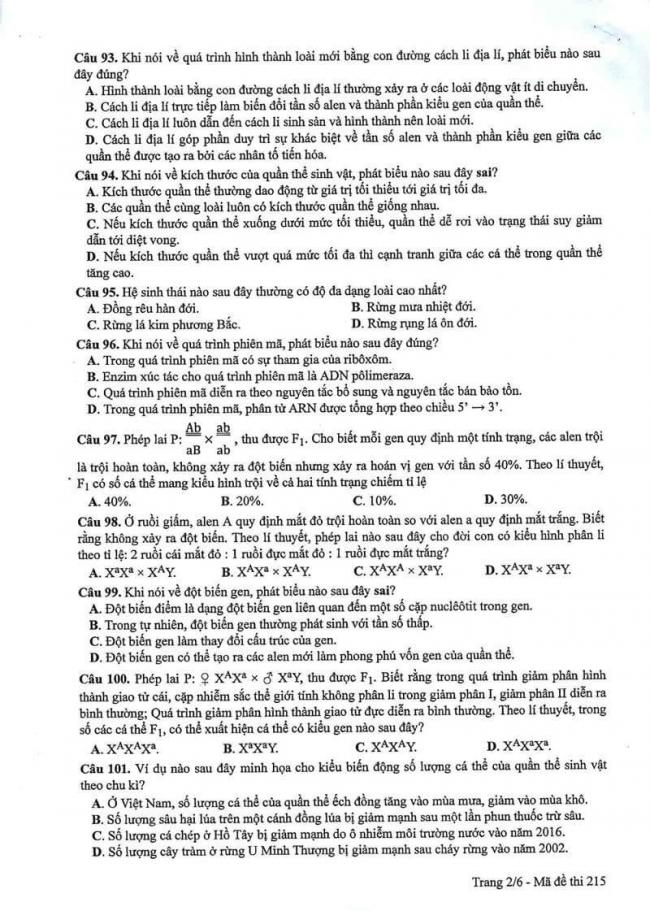 Câu 93. Khi nói về quá trình hình thành loài mới bằng con đường cách li địa lí, phát biểu nào sau
đây đúng?
A. Hình thành loài bằng con đường cách li địa lí thường xảy ra ở các loài động vật ít di chuyển.
B. Cách li địa lí trực tiếp làm biến đổi tần số alen và thành phần kiểu gen của quần thể.
C. Cách li địa lí luôn dẫn đến cách li sinh sản và hình thành nên loài mới.
D. Cách li địa lí góp phần duy trì sự khác biệt về tần số alen và thành phần kiểu gen giữa các
quần thể được tạo ra bởi các nhân tố tiến hóa.
Câu 94. Khi nói về kích thước của quần thể sinh vật, phát biểu nào sau đây sai?
A. Kích thước quần thể thường dao động từ giá trị tối thiểu tới giá trị tối đa.
B. Các quần thể cùng loài luôn có kích thước quần thể giống nhau.
C. Nếu kích thước quần thể xuống dưới mức tối thiểu, quần thể dễ rơi vào trạng thái suy giảm
dẫn tới diệt vong.
D. Nếu kích thước quần thể vượt quá mức tối đa thì cạnh tranh giữa các cá thể trong quần thể
tăng cao.
Câu 95. Hệ sinh thái nào sau đây thường có độ đa dạng loài cao nhất?
A. Đồng rêu hàn đới. B. Rừng mưa nhiệt đới.
C. Rừng lá kim phương Bắc. D. Rừng rụng lá ôn đới.
Câu 96. Khi nói về quá trình phiên mã, phát biểu nào sau đây đúng?
A. Trong quá trình phiên mã có sự tham gia của ribôxôm.
B. Enzim xúc tác cho quá trình phiên mã là ADN pôlimeraza.
C. Quá trình phiên mã diễn ra theo nguyên tắc bổ sung và nguyên tắc bán bảo tồn.
D. Trong quá trình phiên mã, phân tử ARN được tổng hợp theo chiều 5' → 3'.
Câu 97. Phép lai P: Ab/aB × ab/ab, thu được F₁. Cho biết mỗi gen quy định một tính trạng, các alen trội
là trội hoàn toàn, không xảy ra đột biến nhưng xảy ra hoán vị gen với tần số 40%. Theo lí thuyết,
F₁ có số cá thể mang kiểu hình trội về cả hai tính trạng chiếm tỉ lệ
A. 40%. B. 20%. C. 10%. D. 30%.
Câu 98. Ở ruồi giấm, alen A quy định mắt đỏ trội hoàn toàn so với alen a quy định mắt trắng. Biết
rằng không xảy ra đột biến. Theo lí thuyết, phép lai nào sau đây cho đời con có kiểu hình phân li
theo tỉ lệ: 2 ruồi cái mắt đỏ : 1 ruồi đực mắt đỏ : 1 ruồi đực mắt trắng?
A. XᵃXᵃ × XᴬY. B. XᴬXᵃ × XᴬY. C. XᴬXᴬ × XᵃY. D. XᴬXᵃ × XᵃY.
Câu 99. Khi nói về đột biến gen, phát biểu nào sau đây sai?
A. Đột biến điểm là dạng đột biến gen liên quan đến một số cặp nuclêôtit trong gen.
B. Trong tự nhiên, đột biến gen thường phát sinh với tần số thấp.
C. Đột biến gen làm thay đổi cấu trúc của gen.
D. Đột biến gen có thể tạo ra các alen mới làm phong phú vốn gen của quần thể.
Câu 100. Phép lai P: ♀ XᴬXᵃ × ♂ XᵃY, thu được F₁. Biết rằng trong quá trình giảm phân hình
thành giao tử cái, cặp nhiễm sắc thể giới tính không phân li trong giảm phân I, giảm phân II diễn ra
bình thường; Quá trình giảm phân hình thành giao tử đực diễn ra bình thường. Theo lí thuyết, trong
số các cá thể F₁, có thể xuất hiện cá thể có kiểu gen nào sau đây?
A. XᴬXᴬXᵃ. B. XᵃXᵃY. C. XᴬXᴬY. D. XᴬXᵃXᵃ.
Câu 101. Ví dụ nào sau đây minh họa cho kiểu biến động số lượng cá thể của quần thể sinh vật
theo chu kì?
A. Ở Việt Nam, số lượng cá thể của quần thể ếch đồng tăng vào mùa mưa, giảm vào mùa khô.
B. Số lượng sâu hại lúa trên một cánh đồng lúa bị giảm mạnh sau một lần phun thuốc trừ sâu.
C. Số lượng cá chép ở Hồ Tây bị giảm mạnh do ô nhiễm môi trường nước vào năm 2016.
D. Số lượng cây tràm ở rừng U Minh Thượng bị giảm mạnh sau cháy rừng vào năm 2002.
Trang 2/6 - Mã đề thi 215